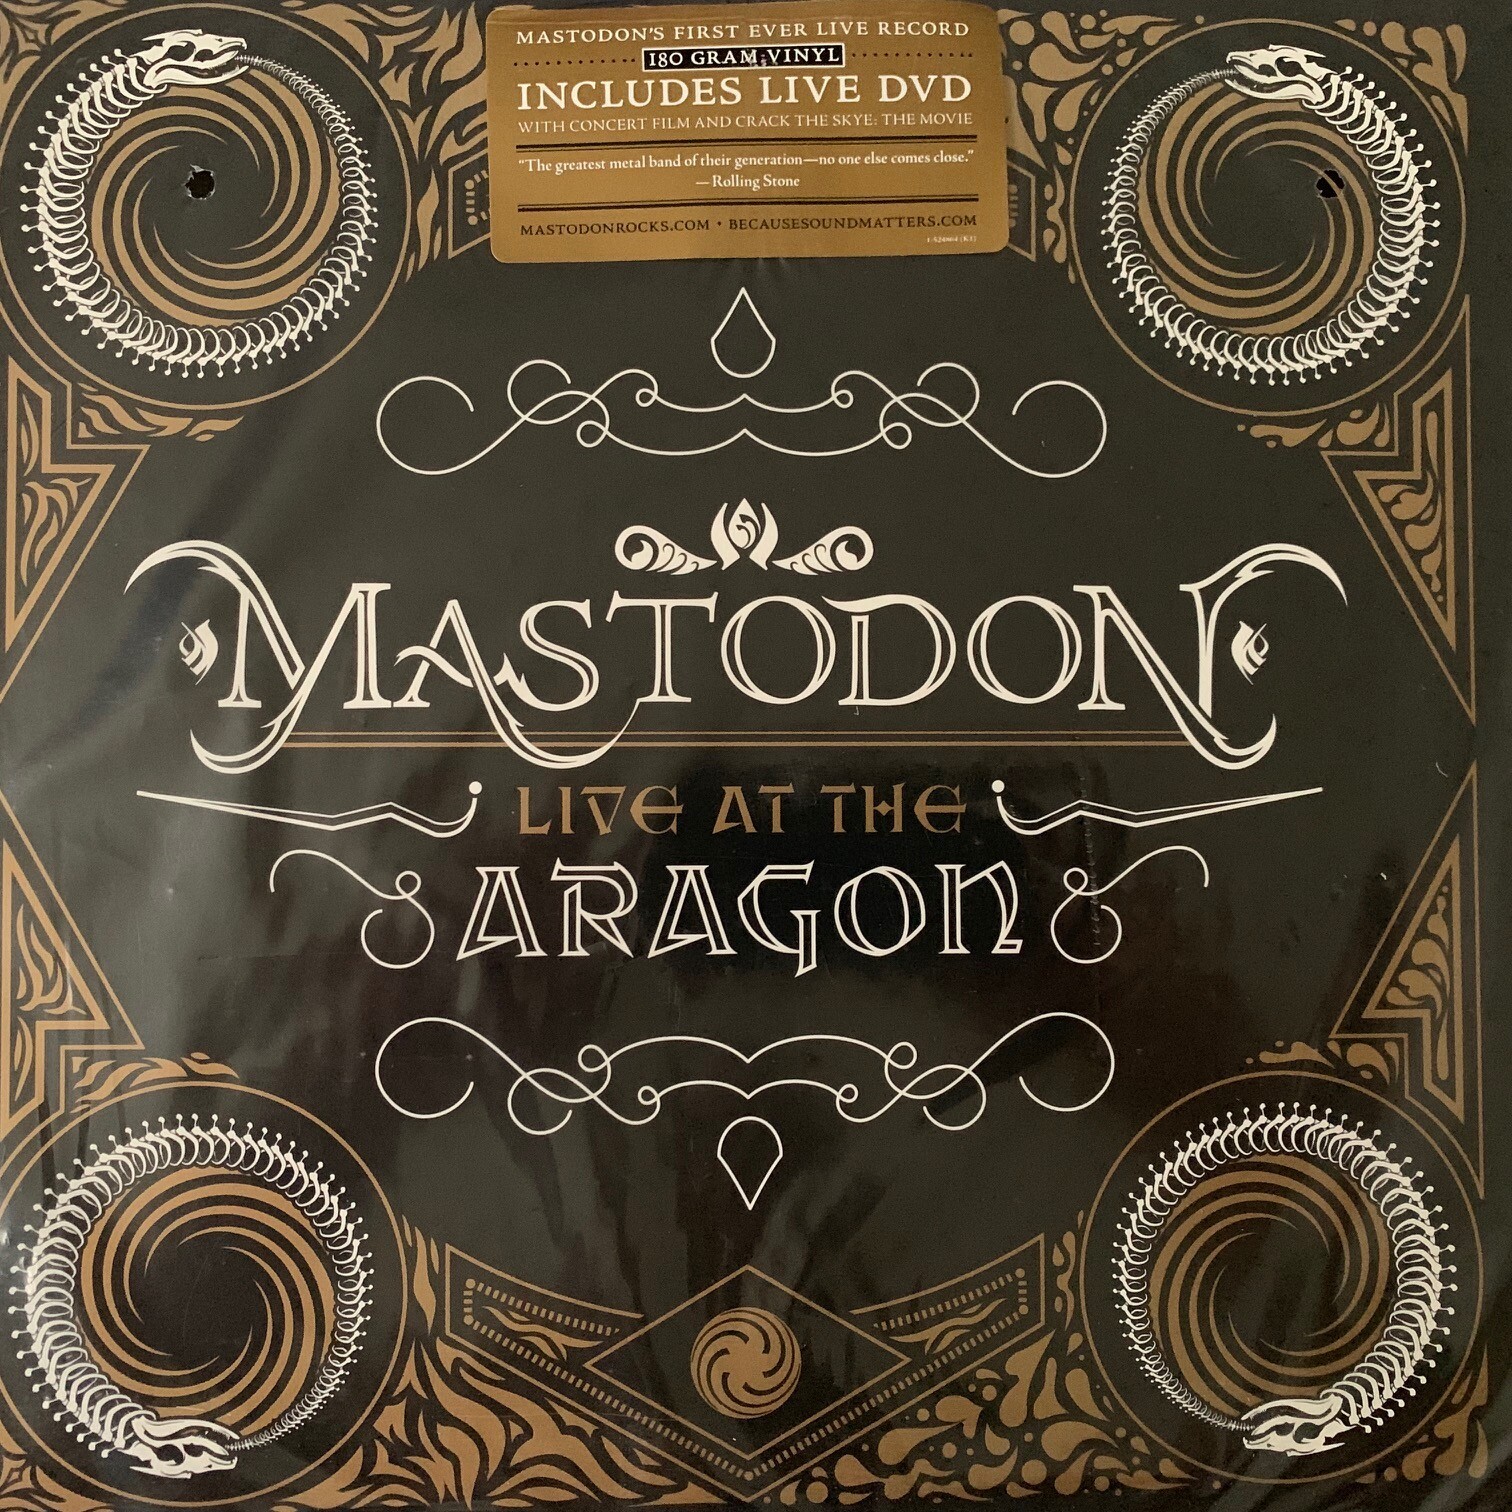 MASTODON'S FIRST EVER LIVE RECORD
180 GRAM VINYL
INCLUDES LIVE DVD
WITH CONCERT FILM AND CRACK THE SKYE: THE MOVIE
“The greatest metal band of their generation—no one else comes close.”
—Rolling Stone
MASTODONROCKS.COM • BECAUSESOUNDMATTERS.COM
MASTODON
LIVE AT THE
ARAGON